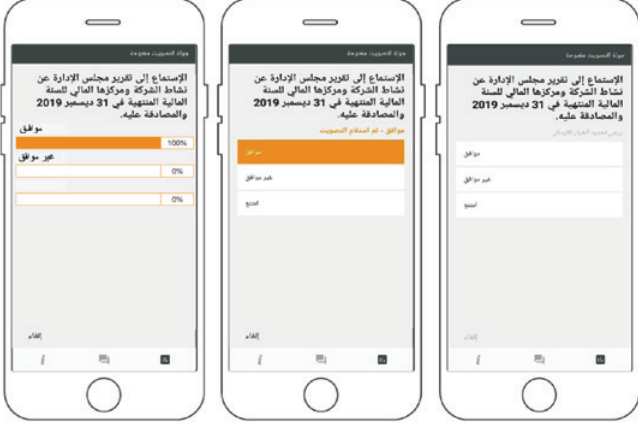 جولة التصويت مفتوحة
الإستماع إلى تقرير مجلس الإدارة عن
نشاط الشركة ومركزها المالي للسنة
المالية المنتهية في 31 ديسمبر 2019
والمصادقة عليه.
يرجى تحديد الخيار
موافق
غير موافق
امتنع
إلغاء
جولة التصويت مفتوحة
الإستماع إلى تقرير مجلس الإدارة عن
نشاط الشركة ومركزها المالي للسنة
المالية المنتهية في 31 ديسمبر 2019
والمصادقة عليه.
موافق - تم استلام التصويت
موافق
غير موافق
امتنع
إلغاء
جولة التصويت مفتوحة
الإستماع إلى تقرير مجلس الإدارة عن
نشاط الشركة ومركزها المالي للسنة
المالية المنتهية في 31 ديسمبر 2019
والمصادقة عليه.
موافق
100%
غير موافق
0%
0%
إلغاء